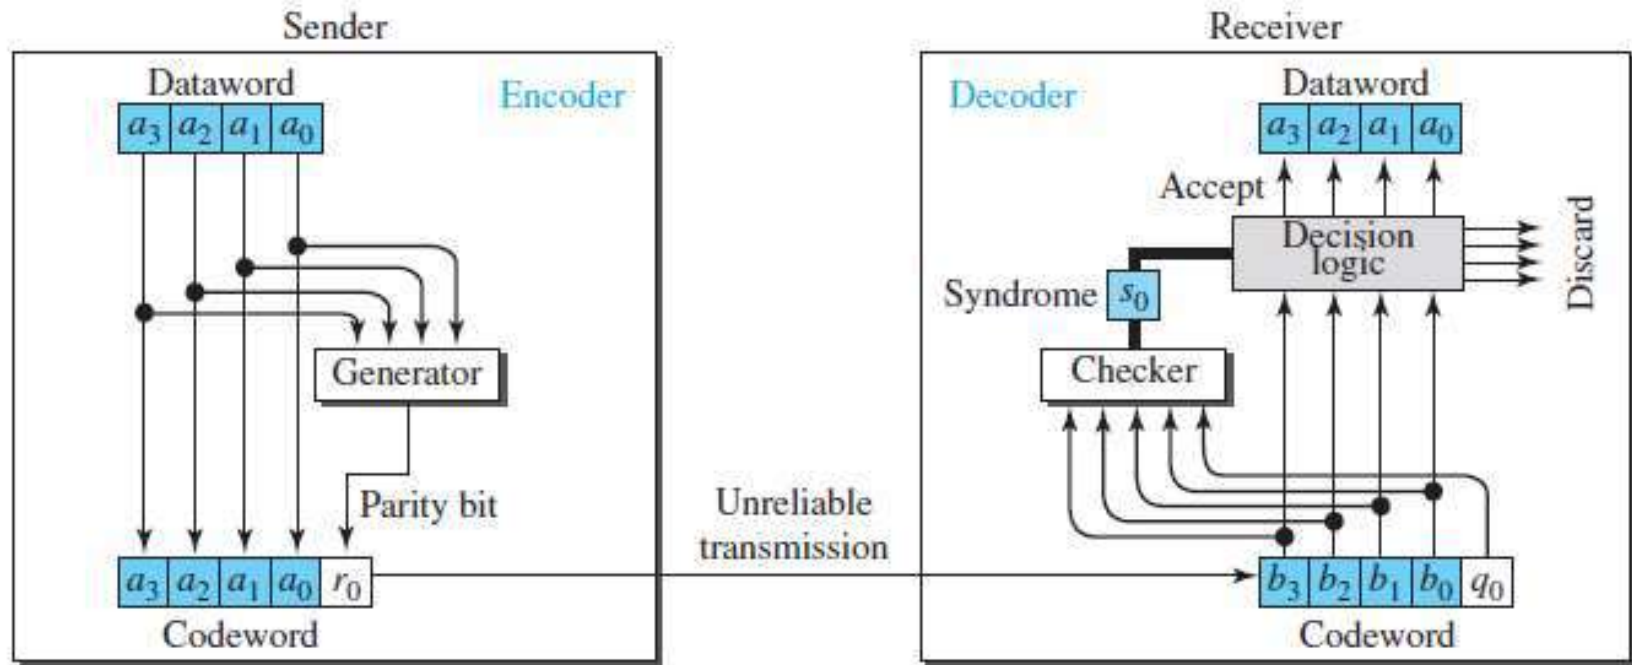 Sender
Dataword
Encoder
a3 a2 a1 a0
Generator
Parity bit
a3 a2 a1 a0 r0
Codeword
Unreliable
transmission
Receiver
Decoder
Dataword
a3 a2 a1 a0
Accept
Decision
logic
Discard
Syndrome s0
Checker
b3 b2 b1 b0 q0
Codeword